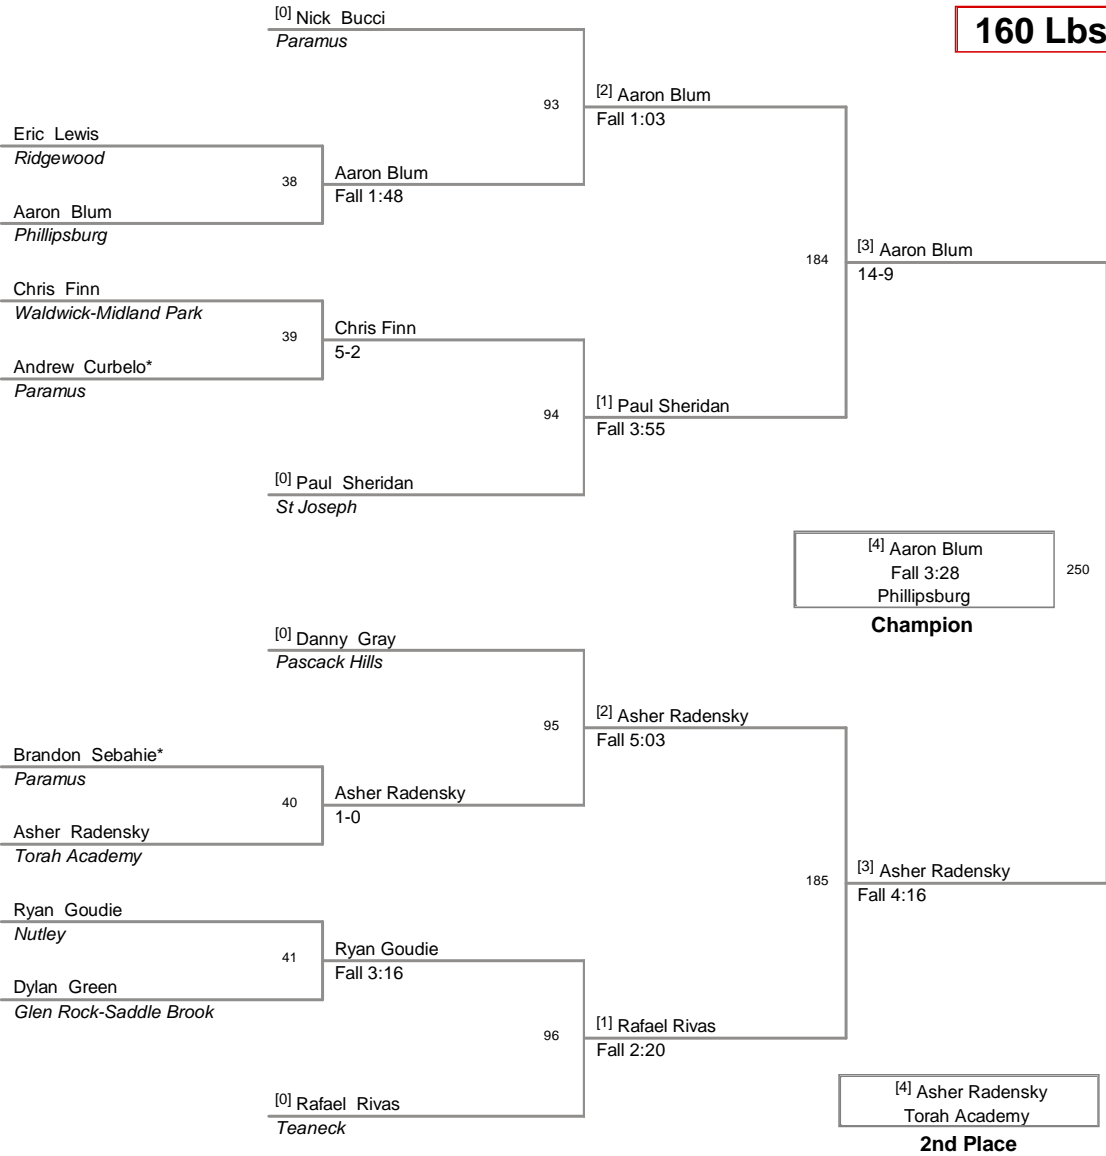 [0] Nick  Bucci
Paramus
160 Lbs
93
[2] Aaron Blum
Fall 1:03
Eric  Lewis
Ridgewood
38
Aaron Blum
Fall 1:48
Aaron  Blum
Phillipsburg
184
[3] Aaron Blum
14-9
Chris  Finn
Waldwick-Midland Park
39
Chris Finn
5-2
Andrew  Curbelo*
Paramus
94
[1] Paul Sheridan
Fall 3:55
[0] Paul  Sheridan
St Joseph
[4] Aaron Blum
Fall 3:28
Phillipsburg
250
Champion
[0] Danny  Gray
Pascack Hills
95
[2] Asher Radensky
Fall 5:03
Brandon  Sebahie*
Paramus
40
Asher Radensky
1-0
Asher  Radensky
Torah Academy
185
[3] Asher Radensky
Fall 4:16
Ryan  Goudie
Nutley
41
Ryan Goudie
Fall 3:16
Dylan  Green
Glen Rock-Saddle Brook
96
[1] Rafael Rivas
Fall 2:20
[0] Rafael  Rivas
Teaneck
[4] Asher Radensky
Torah Academy
2nd Place